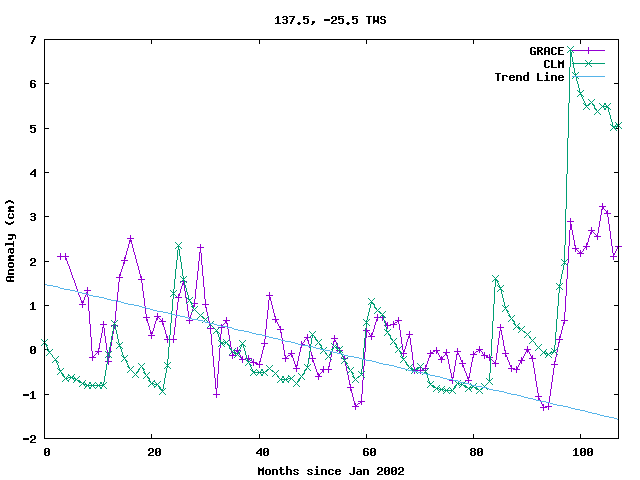 137.5, -25.5 TWS
GRACE
CLM
Trend Line
7
6
5
4
3
2
1
0
-1
-2
Anomaly (cm)
0 20 40 60 80 100
Months since Jan 2002